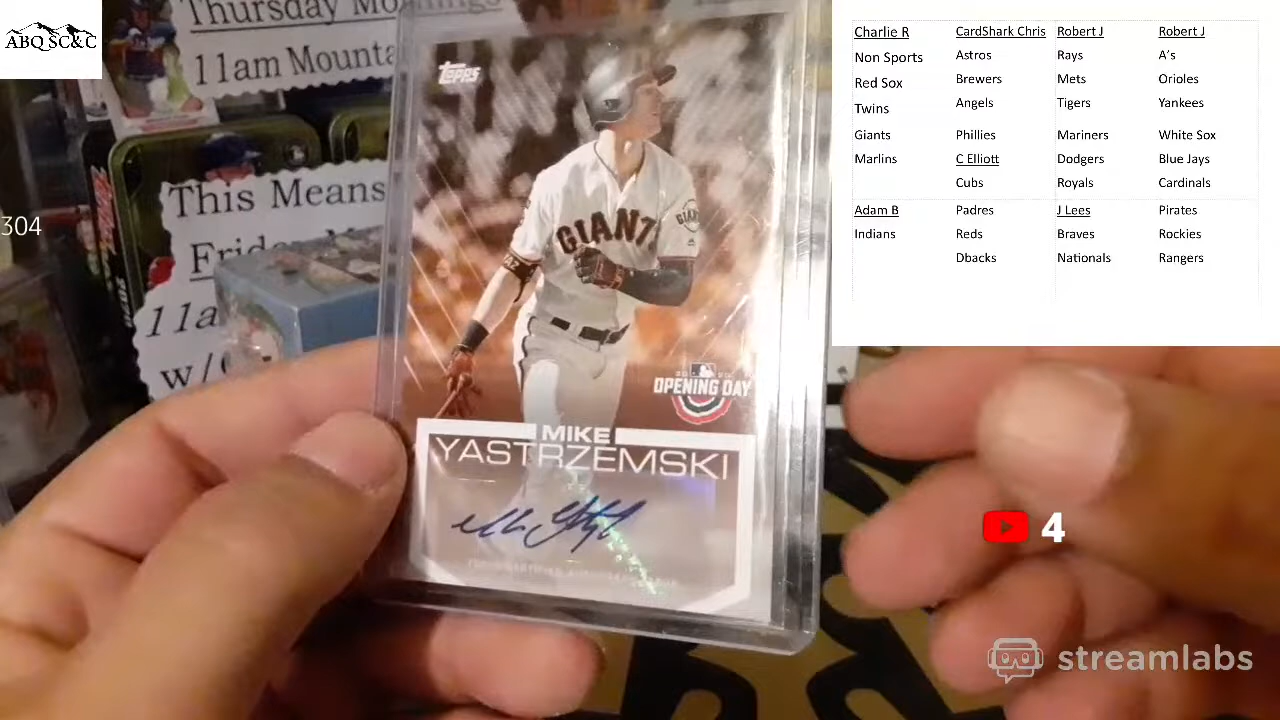 ABQ SC&C
Thursday Mo
11am Mounta
This Means
11a
w/
304
topps
GIANTS
OPENING DAY
MIKE
YASTRZEMSKI
Charlie R
Non Sports
Red Sox
Twins
Giants
Marlins
Adam B
Indians
CardShark Chris
Astros
Brewers
Angels
Phillies
C Elliott
Cubs
Padres
Reds
Dbacks
Robert J
Rays
Mets
Tigers
Mariners
Dodgers
Royals
J Lees
Braves
Nationals
Robert J
A's
Orioles
Yankees
White Sox
Blue Jays
Cardinals
Pirates
Rockies
Rangers
4
streamlabs